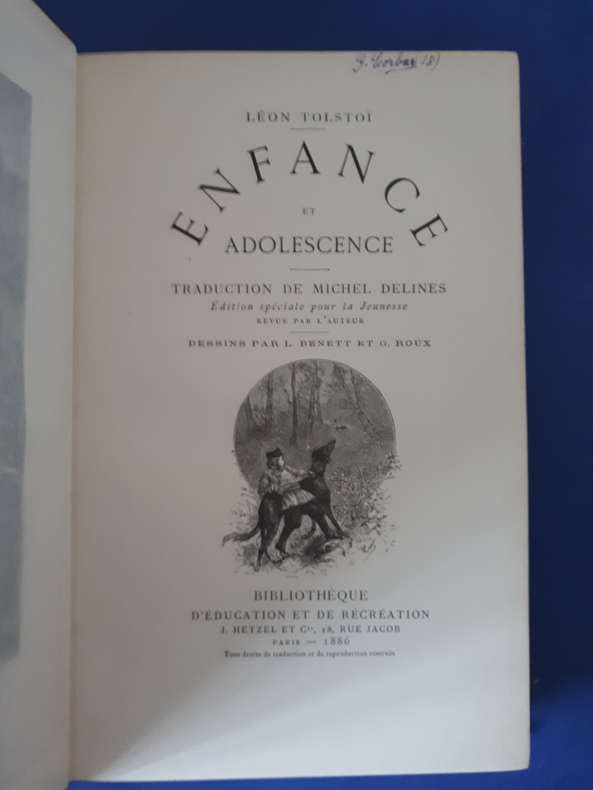 LÉON TOLSTOÏ
ENFANCE
ET
ADOLESCENCE
TRADUCTION DE MICHEL DELINES
Édition spéciale pour la Jeunesse
REVUE PAR L'AUTEUR
DESSINS PAR L. BENETT ET G. ROUX
BIBLIOTHÈQUE
D'ÉDUCATION ET DE RÉCRÉATION
J. HETZEL ET Cie, 18, RUE JACOB
PARIS — 1886
Tous droits de traduction et de reproduction réservés